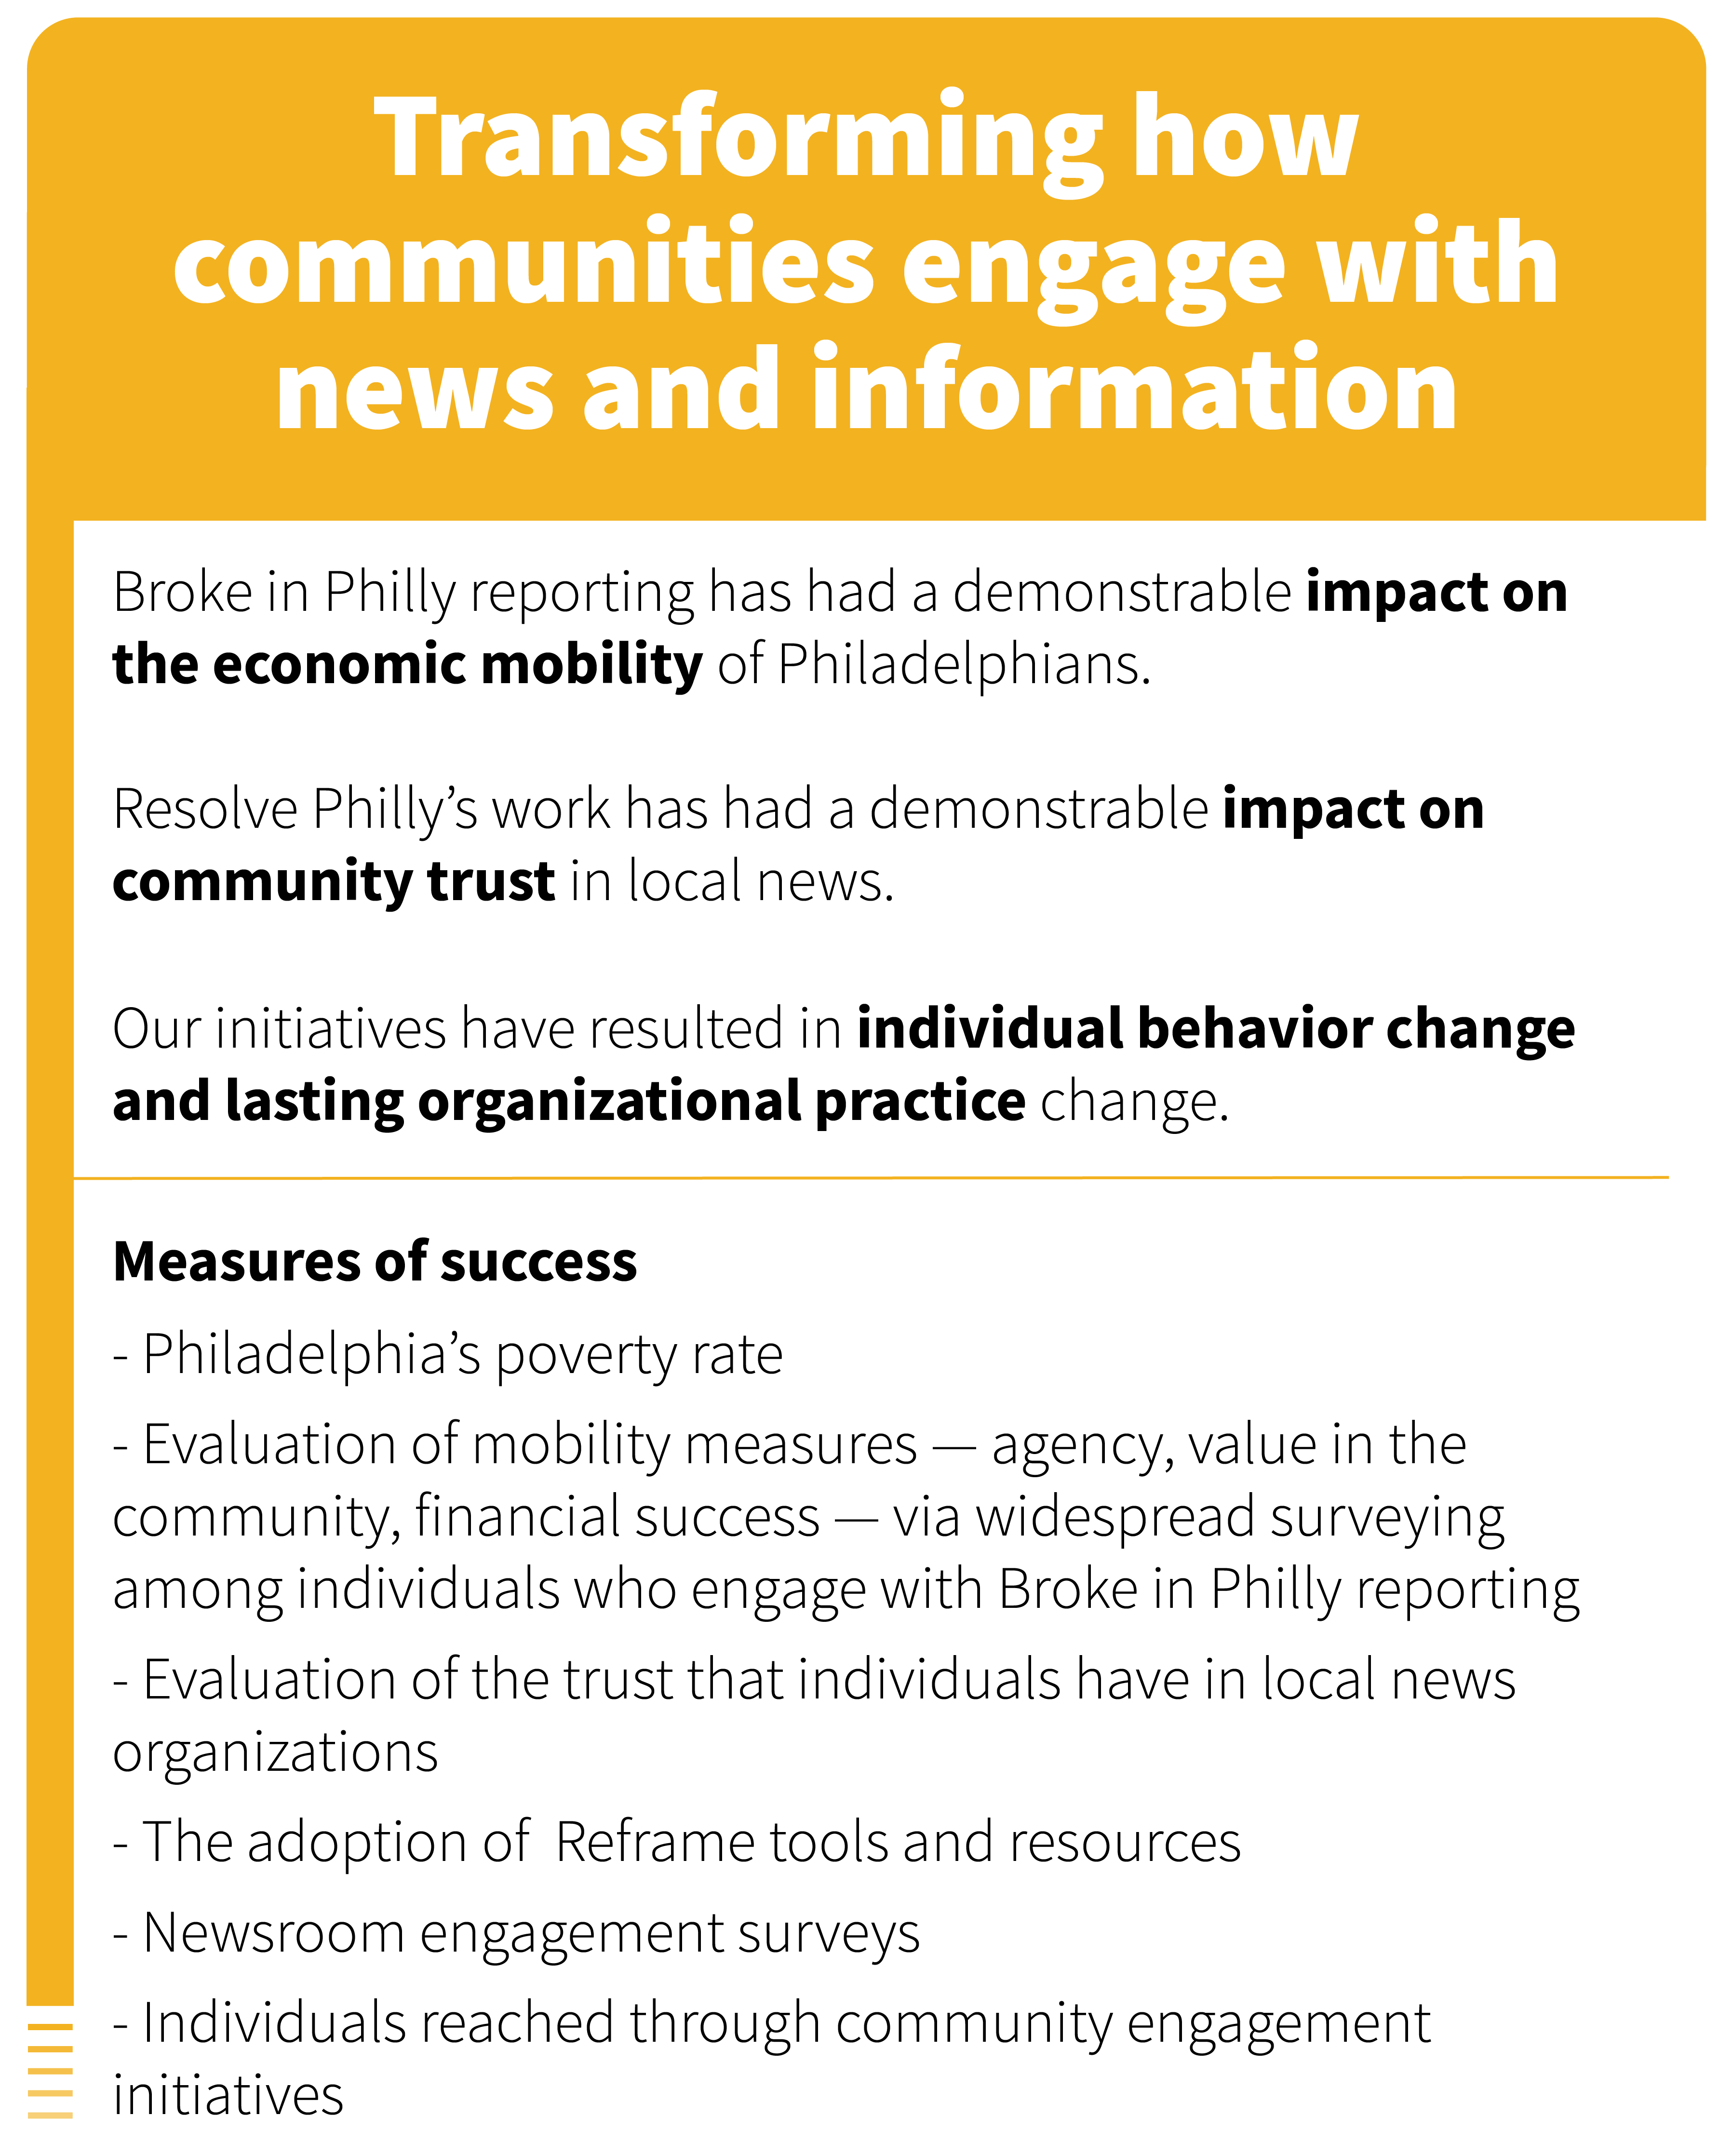 Transforming how
communities engage with
news and information
Broke in Philly reporting has had a demonstrable impact on
the economic mobility of Philadelphians.
Resolve Philly’s work has had a demonstrable impact on
community trust in local news.
Our initiatives have resulted in individual behavior change
and lasting organizational practice change.
Measures of success
- Philadelphia’s poverty rate
- Evaluation of mobility measures — agency, value in the
community, financial success — via widespread surveying
among individuals who engage with Broke in Philly reporting
- Evaluation of the trust that individuals have in local news
organizations
- The adoption of  Reframe tools and resources
- Newsroom engagement surveys
- Individuals reached through community engagement
initiatives